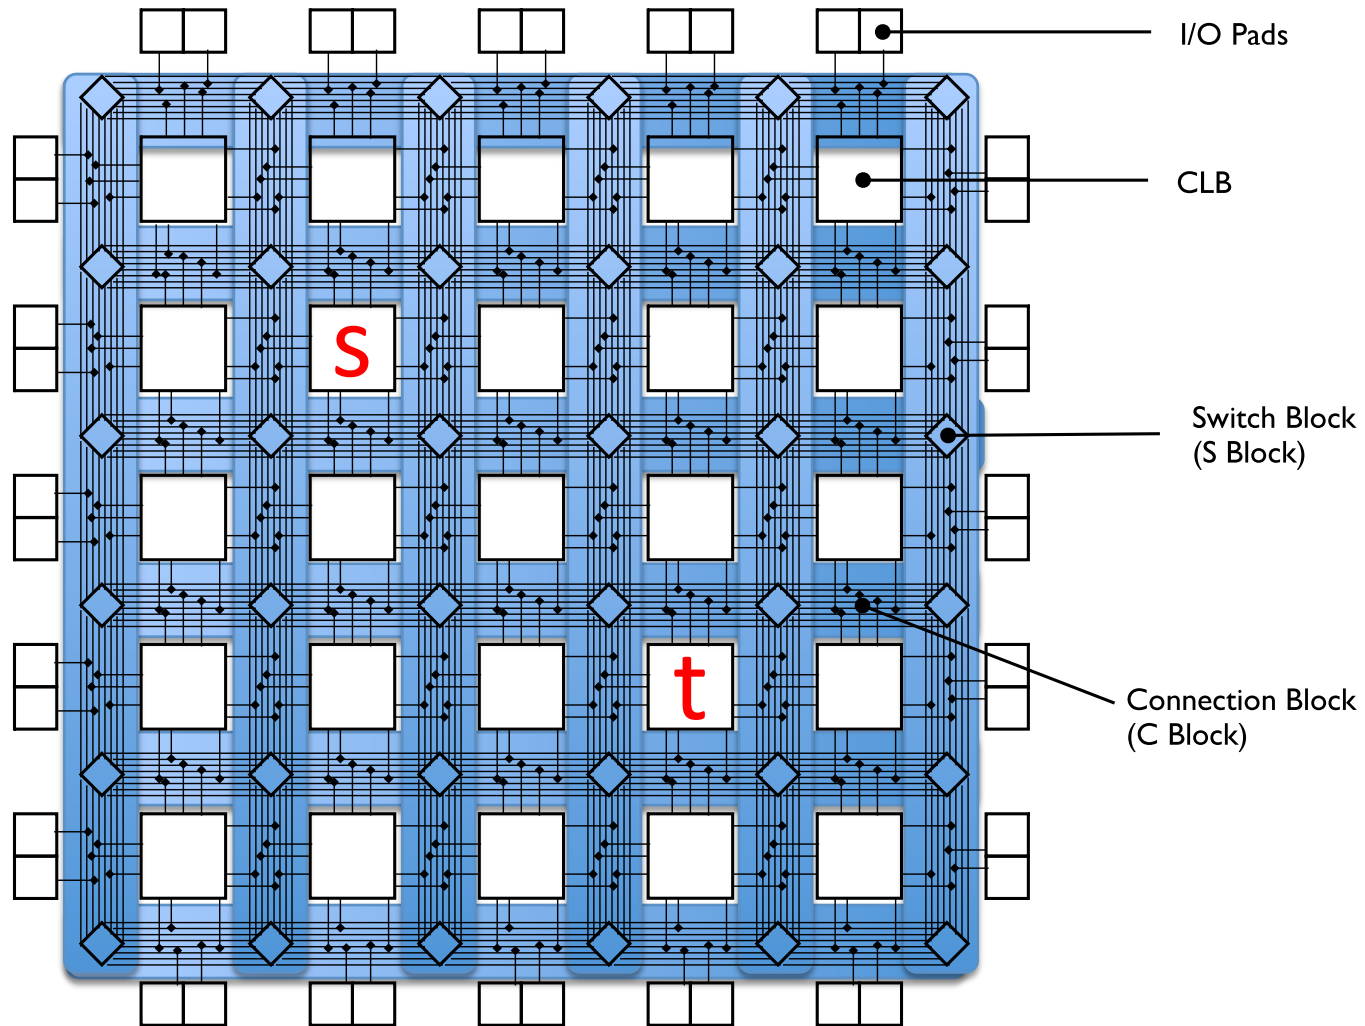 I/O Pads
CLB
s
Switch Block
(S Block)
t
Connection Block
(C Block)